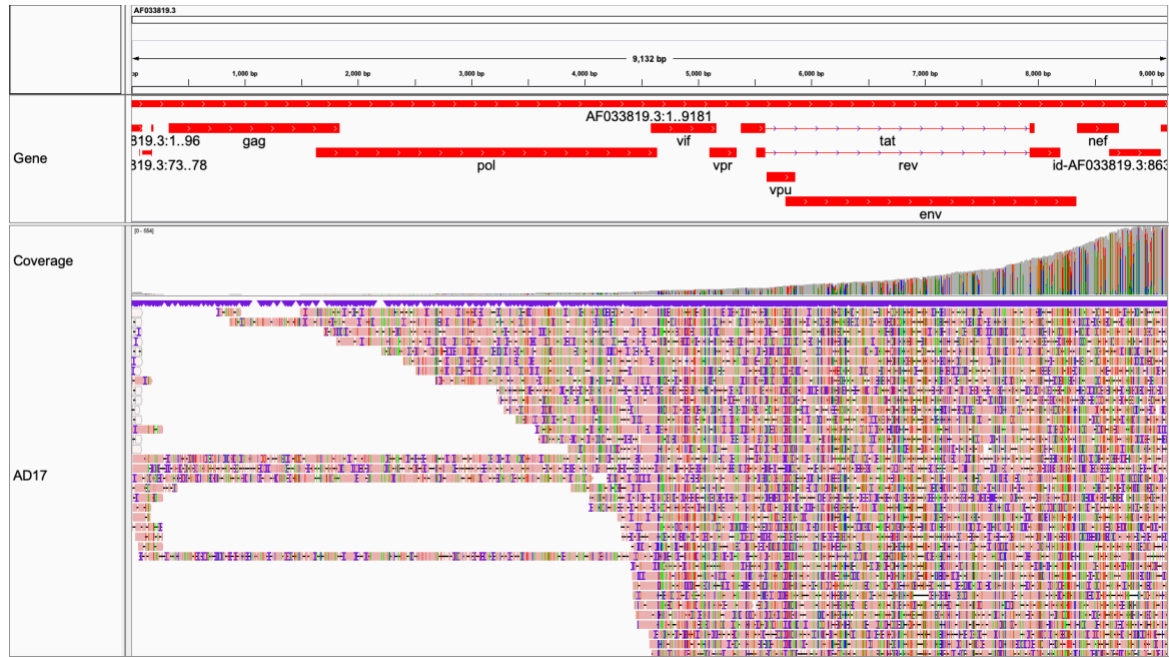 AF033819.3
9,132 bp
bp 1,000 bp 2,000 bp 3,000 bp 4,000 bp 5,000 bp 6,000 bp 7,000 bp 8,000 bp 9,000 bp
Gene
AF033819.3:1..9181
819.3:1..96 gag vif tat nef
819.3:73..78 pol vpr rev id-AF033819.3:863
vpu
env
[0 - 554]
Coverage
AD17